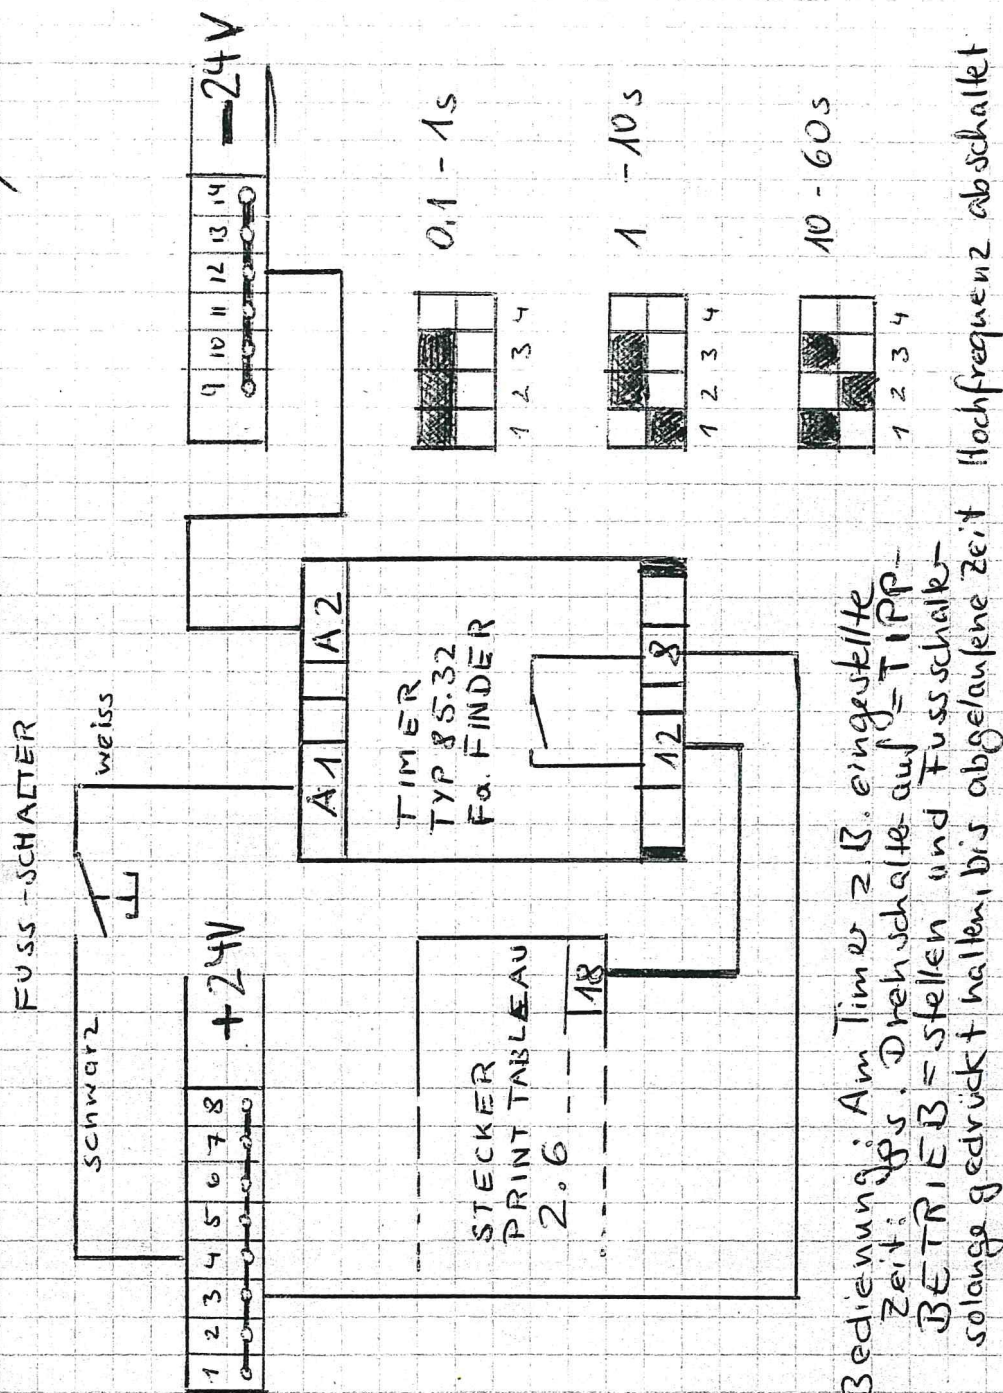 FUSS-SCHALTER
schwarz
weiss
1 2 3 4 5 6 7 8
+24V
9 10 11 12 13 14
-24V
A1
A2
TIMER
TYP 85.32
Fa. FINDER
12
8
STECKER
PRINT TABLEAU
2.6
18
0,1 - 1s
1 2 3 4
1 - 10s
1 2 3 4
10 - 60s
1 2 3 4
Bedienung: Am Timer z.B. eingestellte
Zeit: s. Drehschalter auf = TIPP-
BETRIEB = stellen und Fussschalter
solange gedrückt halten, bis abgelaufene Zeit Hochfrequenz abschaltet